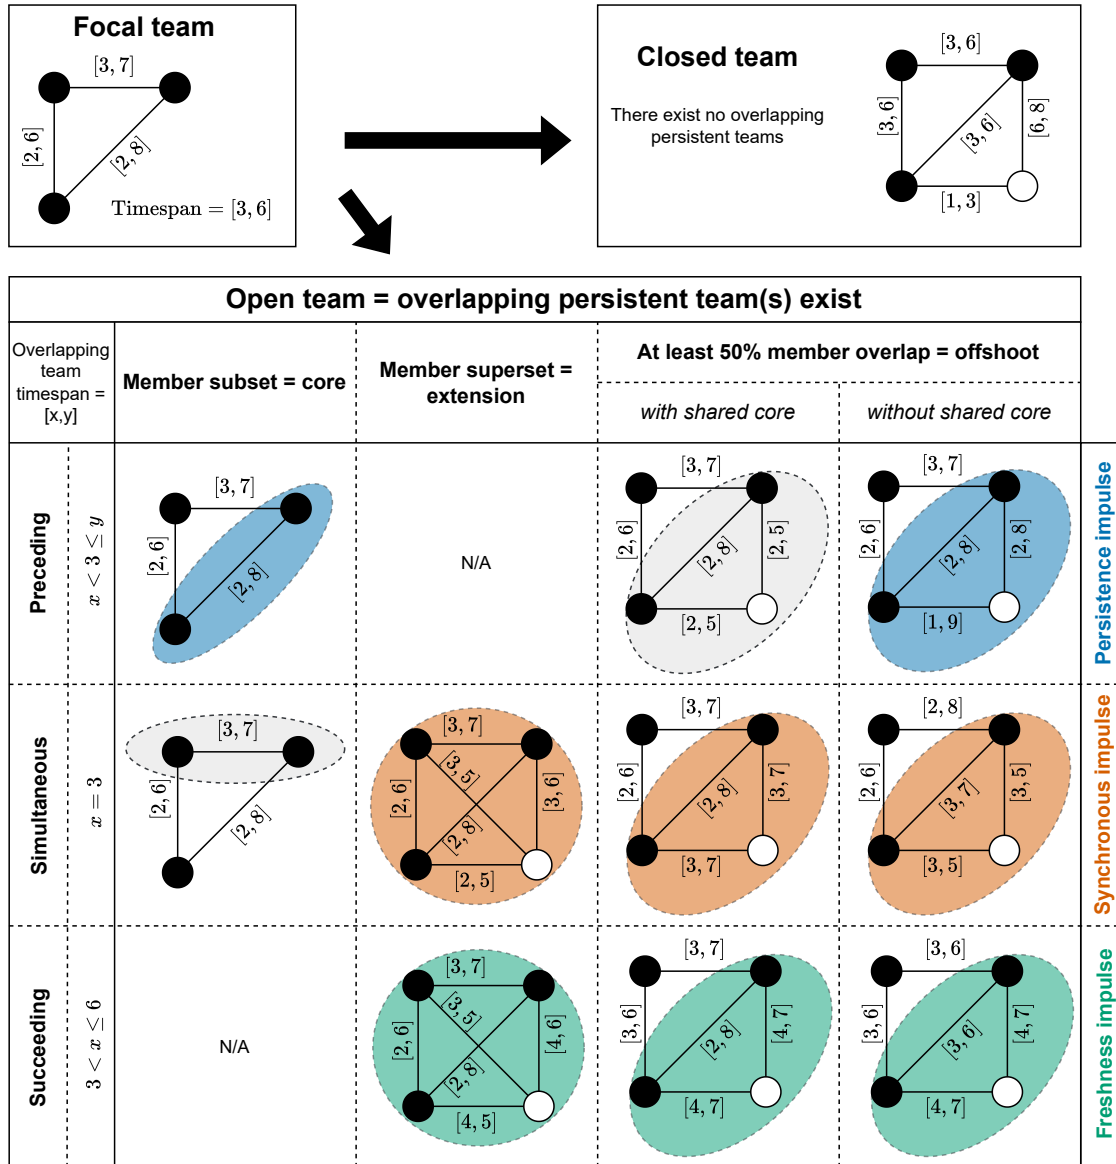 Focal team
[3, 7]
[2, 6]
[2, 8]
Timespan = [3, 6]
Closed team
There exist no overlapping
persistent teams
[3, 6]
[3, 6]
[3, 6]
[6, 8]
[1, 3]
Open team = overlapping persistent team(s) exist
Overlapping
team
timespan =
[x,y]
Member subset = core
Member superset =
extension
At least 50% member overlap = offshoot
with shared core
without shared core
Preceding
x < 3 ≤ y
[3, 7]
[2, 6]
[2, 8]
N/A
[3, 7]
[2, 6]
[2, 8]
[2, 5]
[2, 5]
[3, 7]
[2, 6]
[2, 8]
[2, 8]
[1, 9]
Persistence impulse
Simultaneous
x = 3
[3, 7]
[2, 6]
[2, 8]
[3, 7]
[3, 5]
[2, 6]
[3, 6]
[2, 8]
[2, 5]
[3, 7]
[2, 6]
[2, 8]
[3, 7]
[3, 7]
[2, 8]
[2, 6]
[3, 7]
[3, 5]
[3, 5]
Synchronous impulse
Succeeding
3 < x ≤ 6
N/A
[3, 7]
[3, 5]
[2, 6]
[4, 6]
[2, 8]
[4, 5]
[3, 7]
[3, 6]
[2, 8]
[4, 7]
[4, 7]
[3, 6]
[3, 6]
[3, 6]
[4, 7]
[4, 7]
Freshness impulse